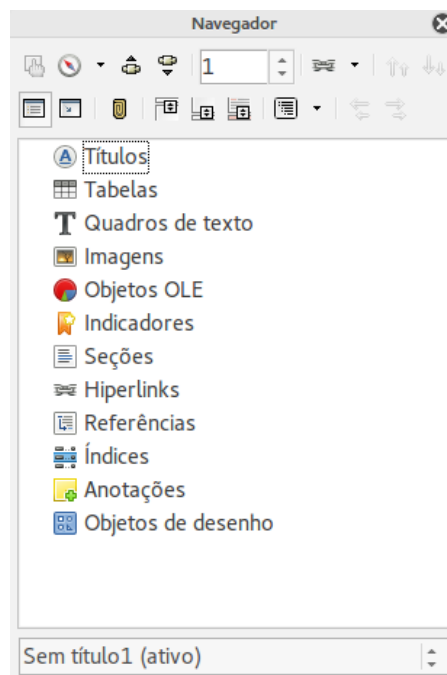 Navegador
1
Títulos
Tabelas
Quadros de texto
Imagens
Objetos OLE
Indicadores
Seções
Hiperlinks
Referências
Índices
Anotações
Objetos de desenho
Sem título1 (ativo)